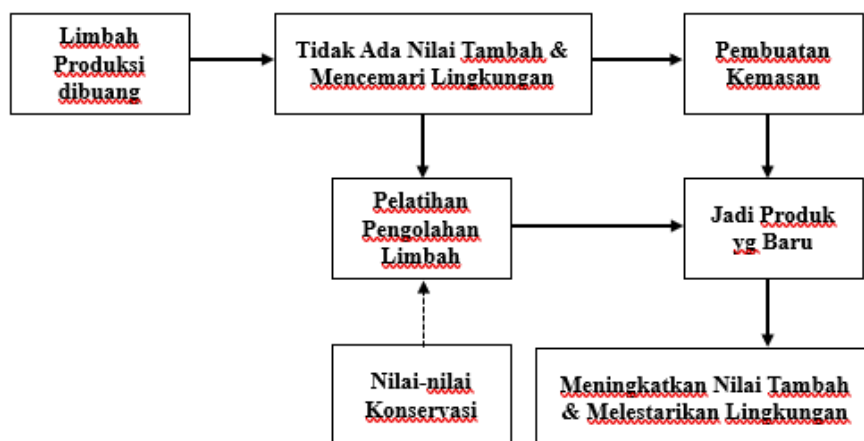 Limbah
Produksi
dibuang
Tidak Ada Nilai Tambah &
Mencemari Lingkungan
Pembuatan
Kemasan
Pelatihan
Pengolahan
Limbah
Jadi Produk
yg Baru
Nilai-nilai
Konservasi
Meningkatkan Nilai Tambah
& Melestarikan Lingkungan